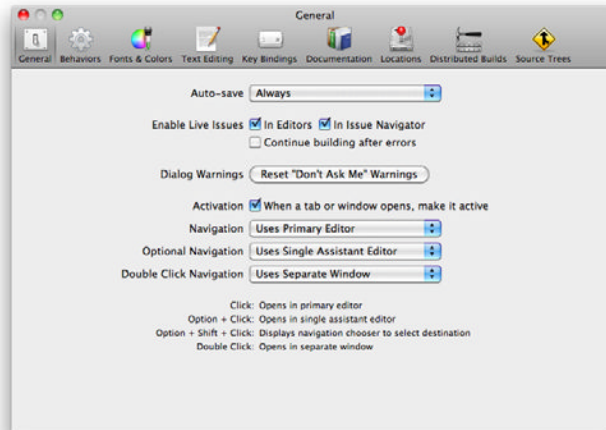 General
General Behaviors Fonts & Colors Text Editing Key Bindings Documentation Locations Distributed Builds Source Trees
Auto-save Always
Enable Live Issues In Editors In Issue Navigator
Continue building after errors
Dialog Warnings Reset "Don't Ask Me" Warnings
Activation When a tab or window opens, make it active
Navigation Uses Primary Editor
Optional Navigation Uses Single Assistant Editor
Double Click Navigation Uses Separate Window
Click: Opens in primary editor
Option + Click: Opens in single assistant editor
Option + Shift + Click: Displays navigation chooser to select destination
Double Click: Opens in separate window